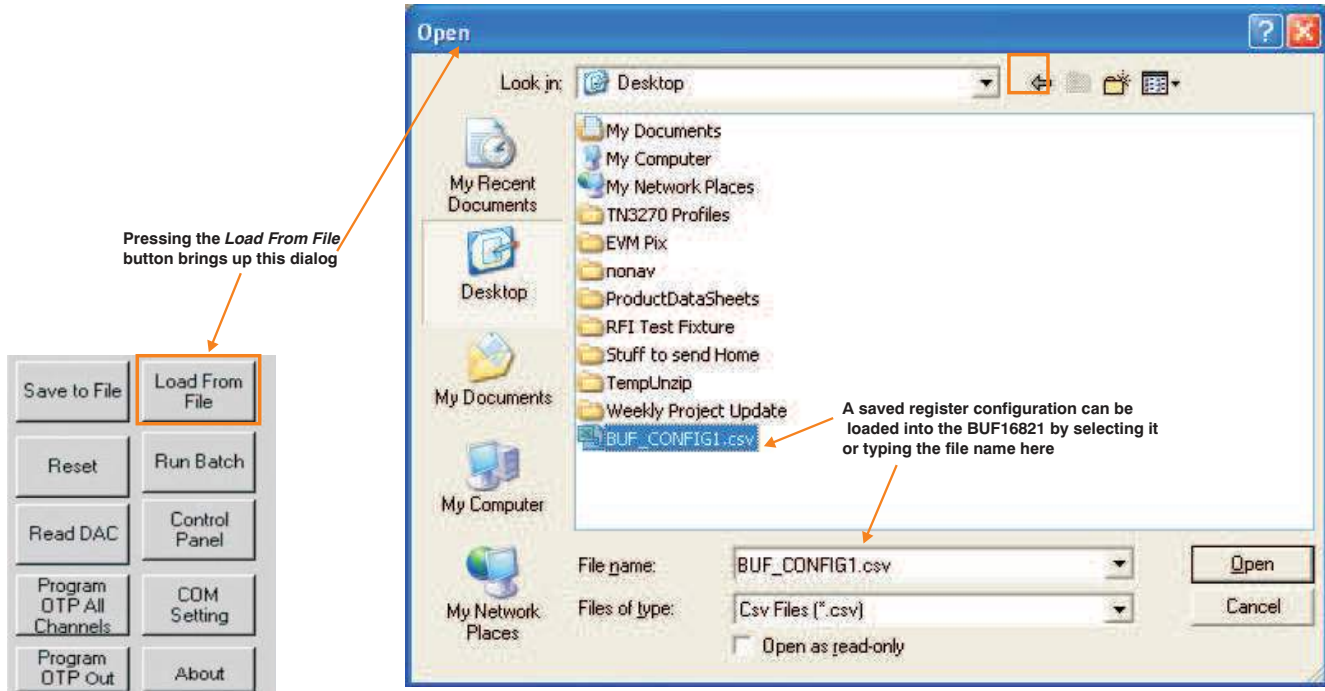 Open
Look in:
Desktop
My Recent
Documents
Desktop
My Documents
My Computer
My Network
Places
My Documents
My Computer
My Network Places
TN3270 Profiles
EVM Pix
nonav
ProductDataSheets
RFI Test Fixture
Stuff to send Home
TempUnzip
Weekly Project Update
BUF_CONFIG1.csv
A saved register configuration can be
loaded into the BUF16821 by selecting it
or typing the file name here
File name:
BUF_CONFIG1.csv
Open
Files of type:
Csv Files (*.csv)
Cancel
Open as read-only
Pressing the Load From File
button brings up this dialog
Save to File
Load From
File
Reset
Run Batch
Read DAC
Control
Panel
Program
OTP All
Channels
COM
Setting
Program
OTP Out
About